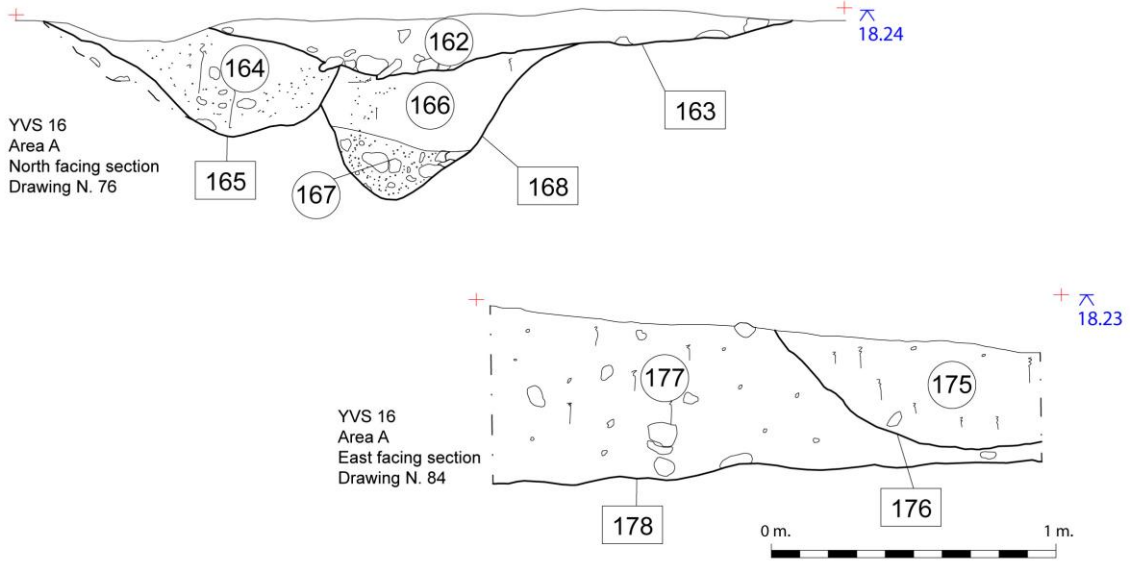 162
18.24
164
166
163
YVS 16
Area A
North facing section
Drawing N. 76
165
167
168
18.23
177
175
YVS 16
Area A
East facing section
Drawing N. 84
178
176
0 m.
1 m.